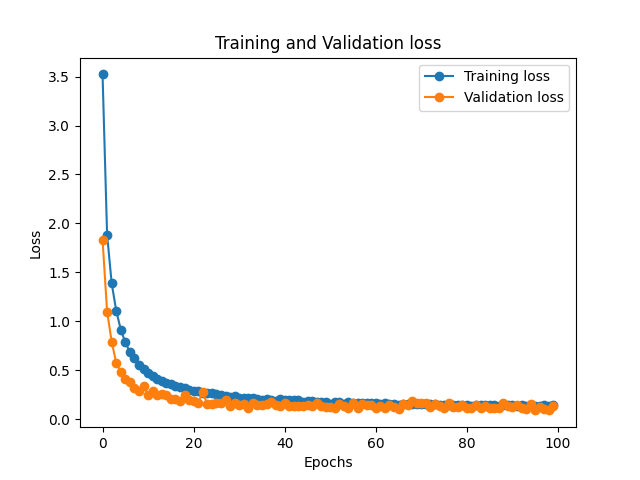 Training and Validation loss
Training loss
Validation loss
3.5
3.0
2.5
2.0
1.5
1.0
0.5
0.0
Loss
0 20 40 60 80 100
Epochs